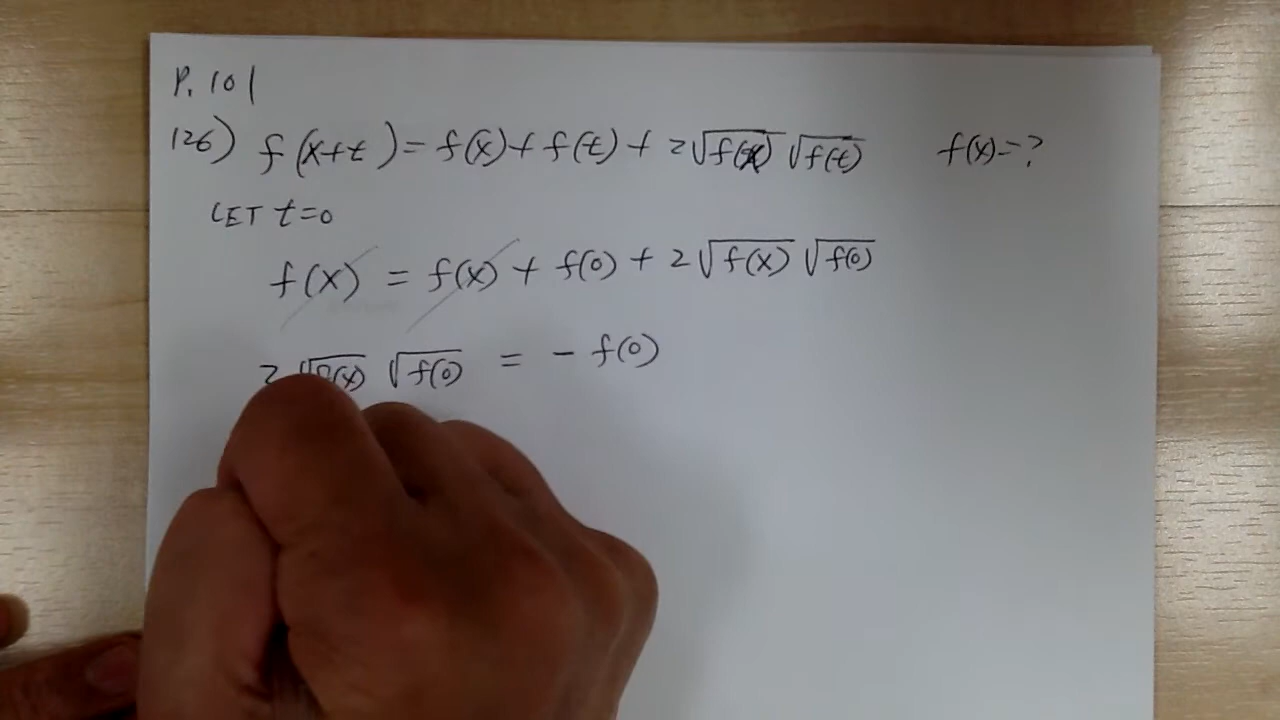 P. 101
126) f(x+t) = f(x) + f(t) + 2√f(x) √f(t) f(x)=?
LET t=0
f(x) = f(x) + f(0) + 2√f(x) √f(0)
2√f(x) √f(0) = - f(0)